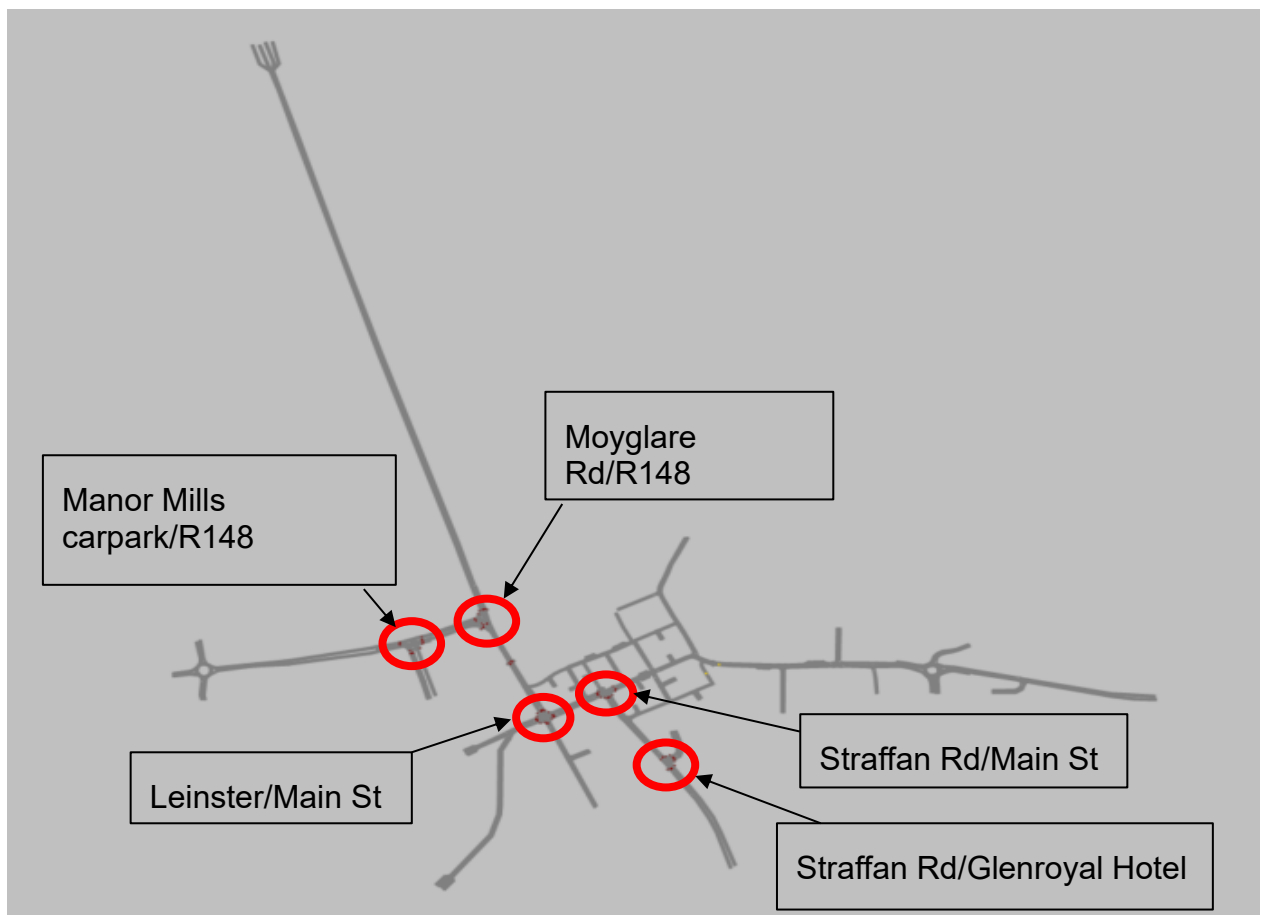 Moyglare
Rd/R148
Manor Mills
carpark/R148
Straffan Rd/Main St
Leinster/Main St
Straffan Rd/Glenroyal Hotel